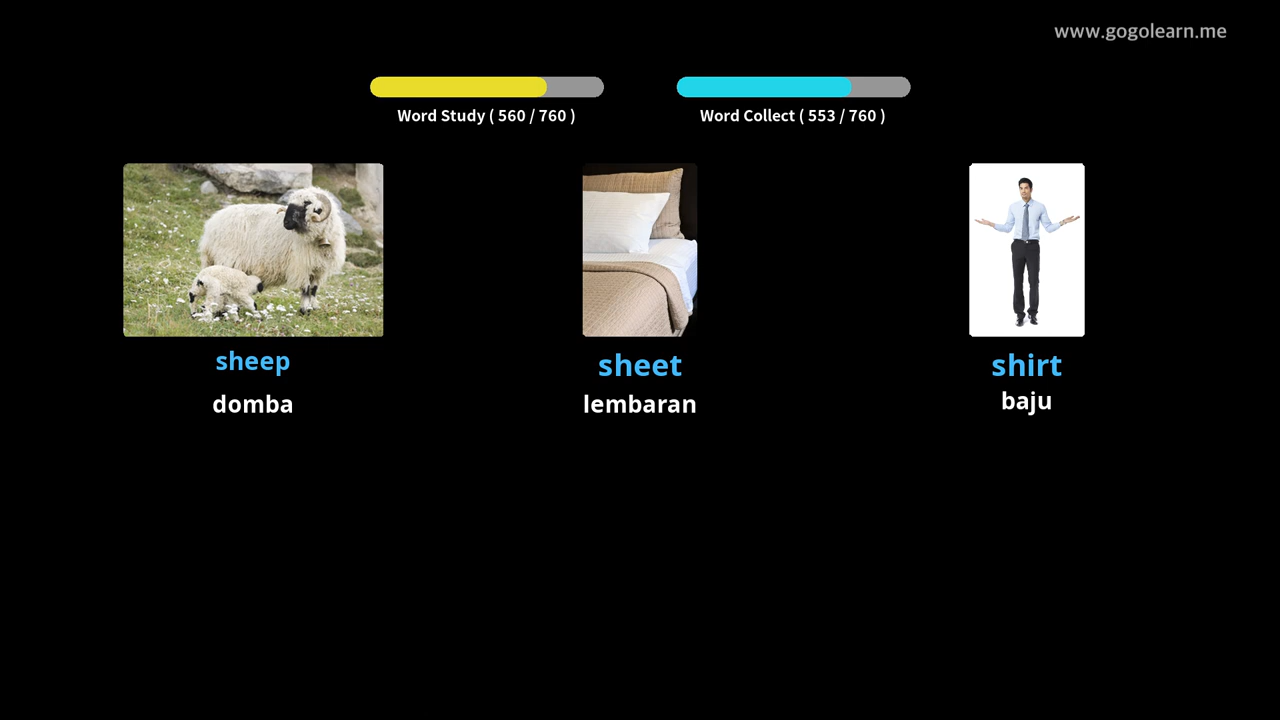 www.gogolearn.me
Word Study ( 560 / 760 )
Word Collect ( 553 / 760 )
sheep
domba
sheet
lembaran
shirt
baju